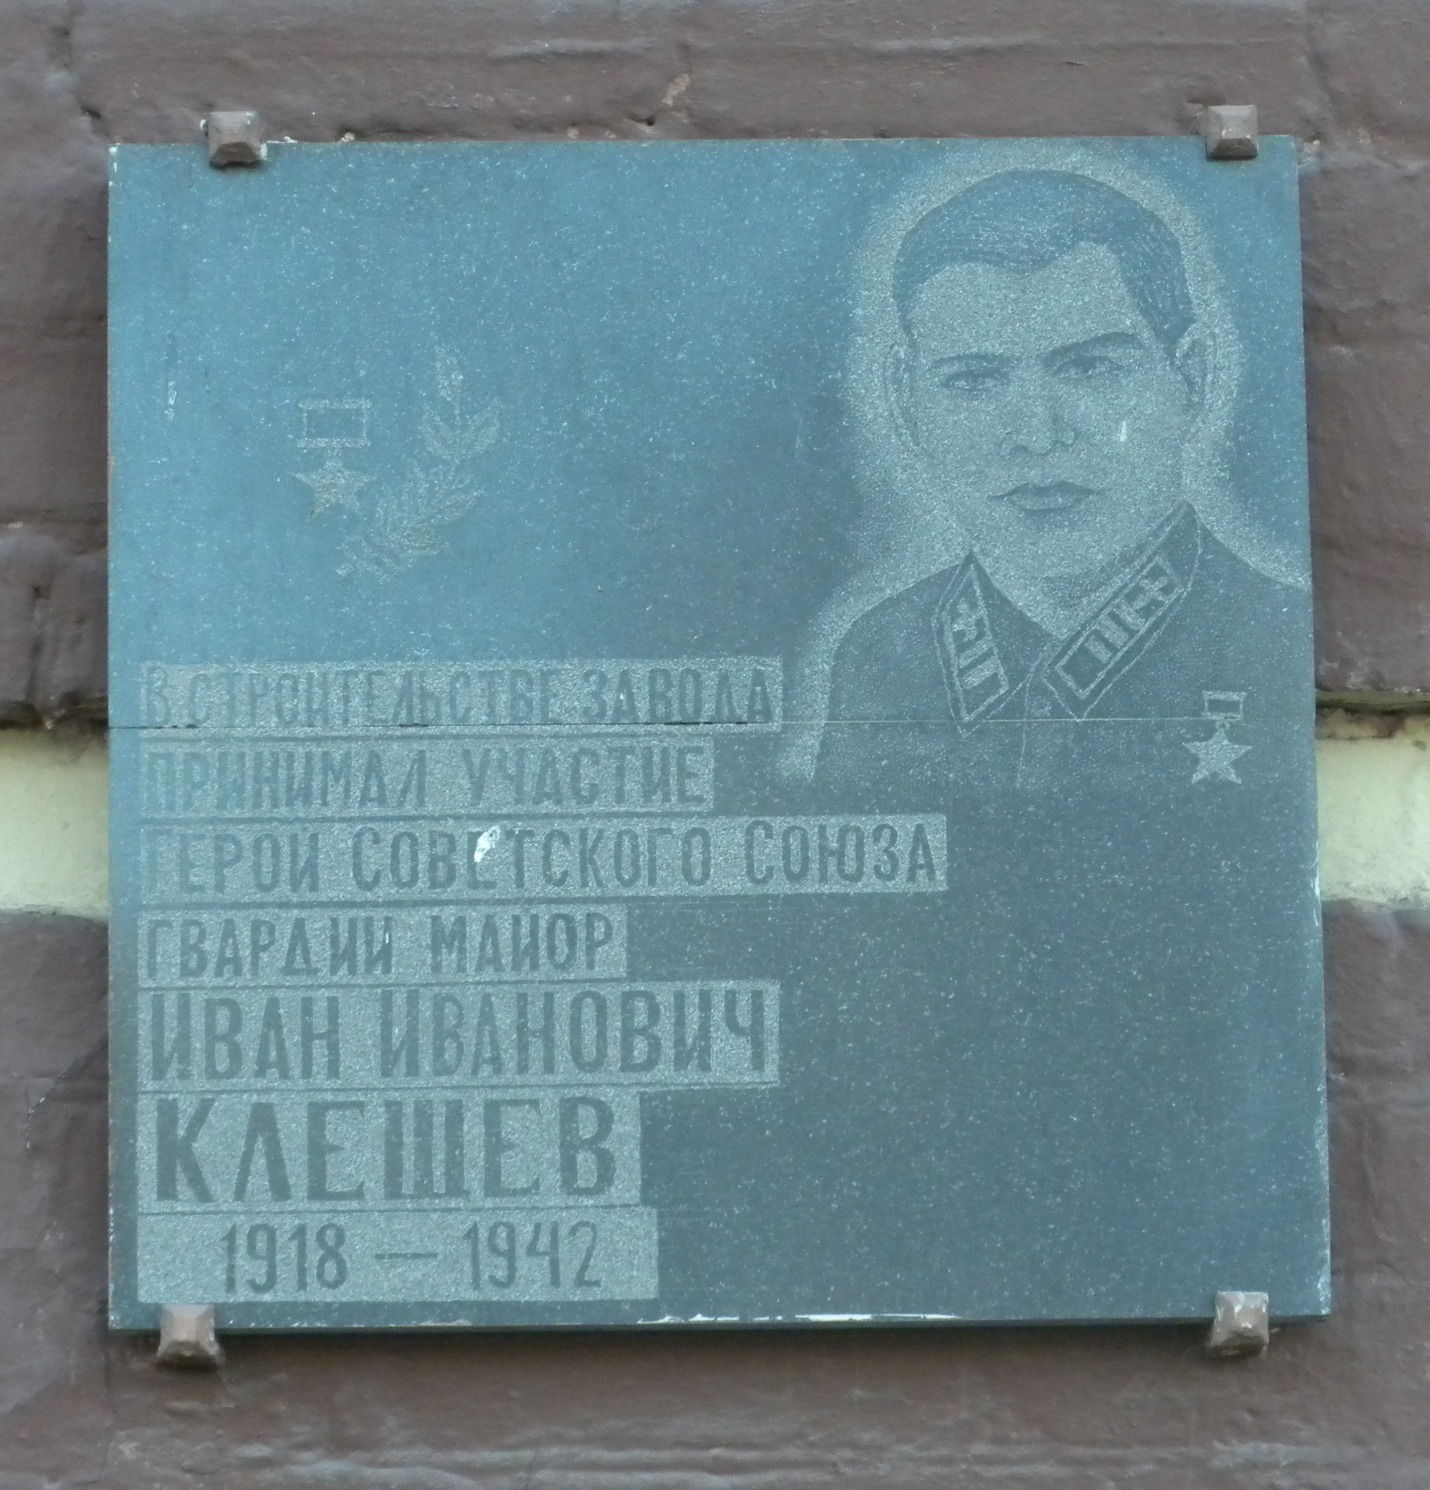 В СТРОИТЕЛЬСТВЕ ЗАВОДА
ПРИНИМАЛ УЧАСТИЕ
ГЕРОЙ СОВЕТСКОГО СОЮЗА
ГВАРДИИ МАЙОР
ИВАН ИВАНОВИЧ
КЛЕЩЕВ
1918 — 1942